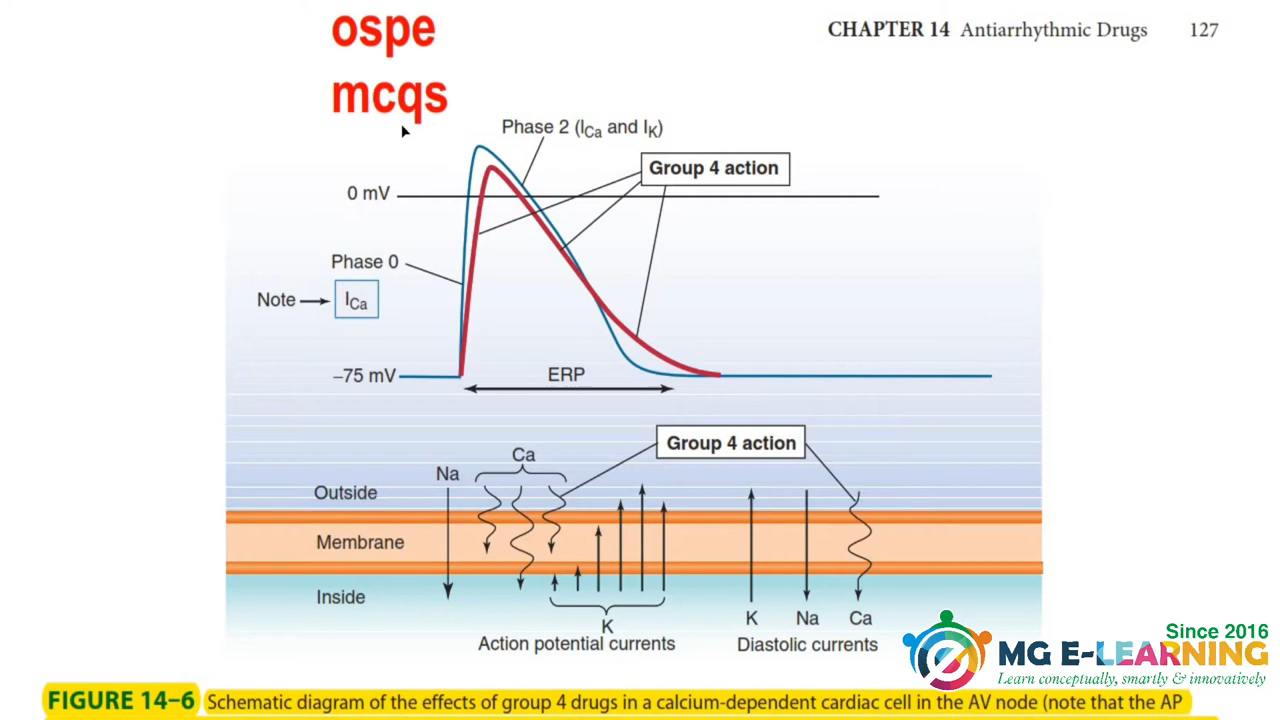 ospe
mcqs
CHAPTER 14 Antiarrhythmic Drugs 127
Phase 2 (ICa and IK)
Group 4 action
0 mV
Phase 0
Note
ICa
−75 mV
ERP
Group 4 action
Ca
Na
Outside
Membrane
Inside
K
K Na Ca
Action potential currents
Diastolic currents
Since 2016
MG E-LEARNING
Learn conceptually, smartly & innovatively
FIGURE 14–6 Schematic diagram of the effects of group 4 drugs in a calcium-dependent cardiac cell in the AV node (note that the AP